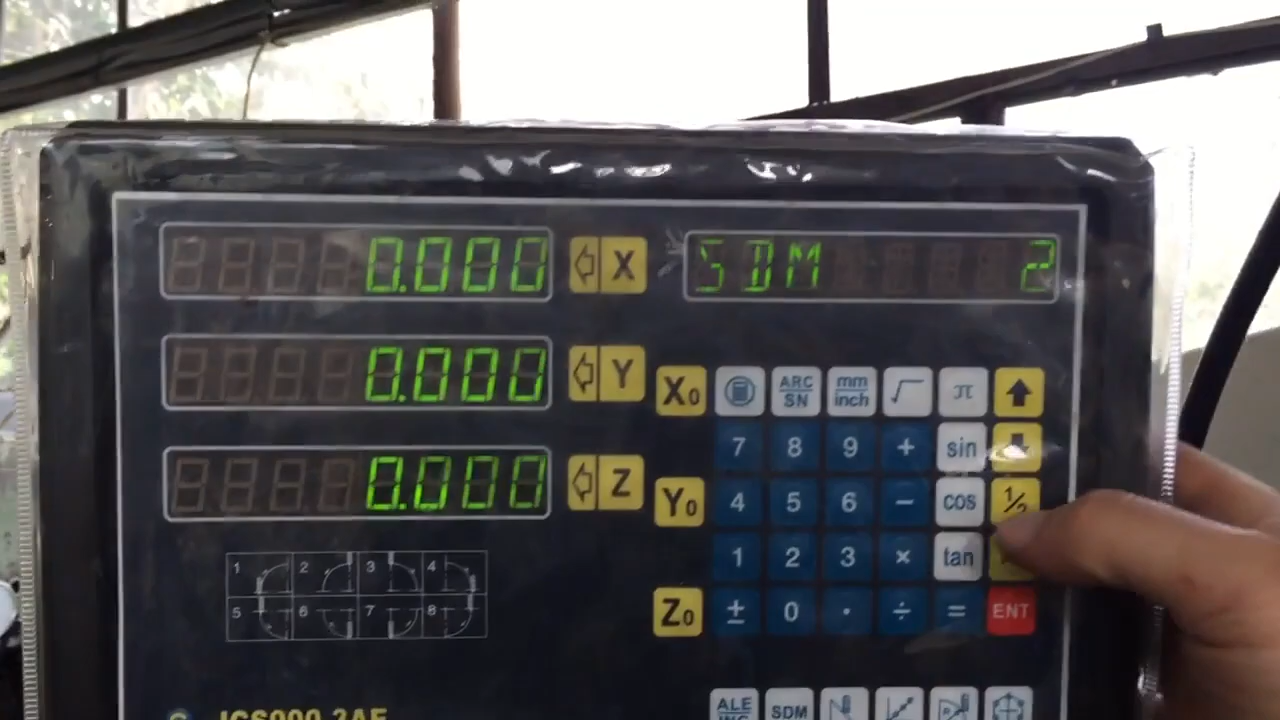 0.000 X SDM 2
0.000 Y
0.000 Z
X0 ARC/SN mm/inch √ π
7 8 9 + sin
Y0 4 5 6 − cos 1/2
1 2 3 × tan
Z0 ± 0 · ÷ = ENT
1 2 3 4
5 6 7 8
SDM